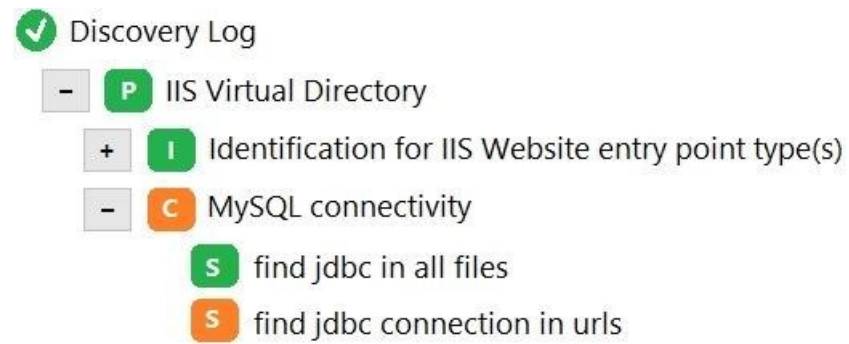 Discovery Log
- P IIS Virtual Directory
+ I Identification for IIS Website entry point type(s)
- C MySQL connectivity
S find jdbc in all files
S find jdbc connection in urls